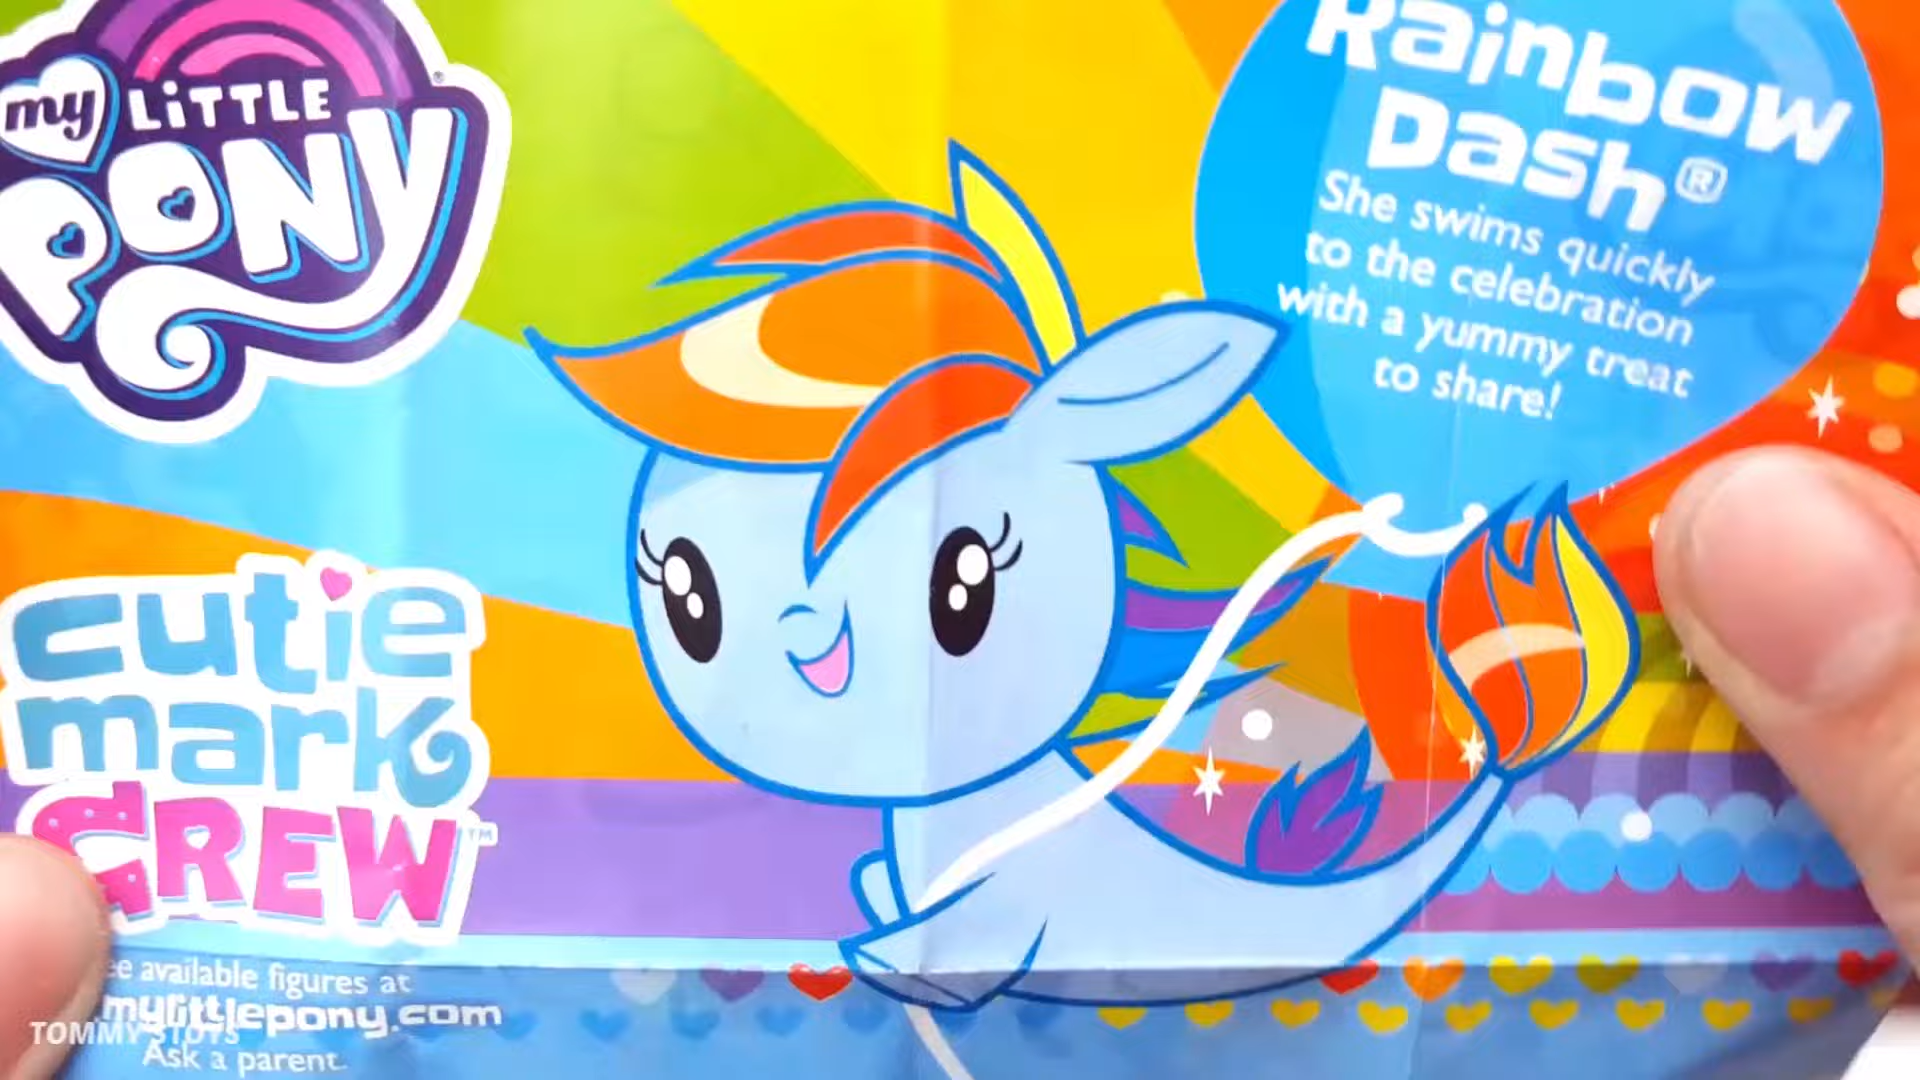 my LiTTLE
PONY
Rainbow
Dash®
She swims quickly
to the celebration
with a yummy treat
to share!
cutie
mark
CREW™
available figures at
mylittlepony.com
Ask a parent.
TOMMY'STOYS